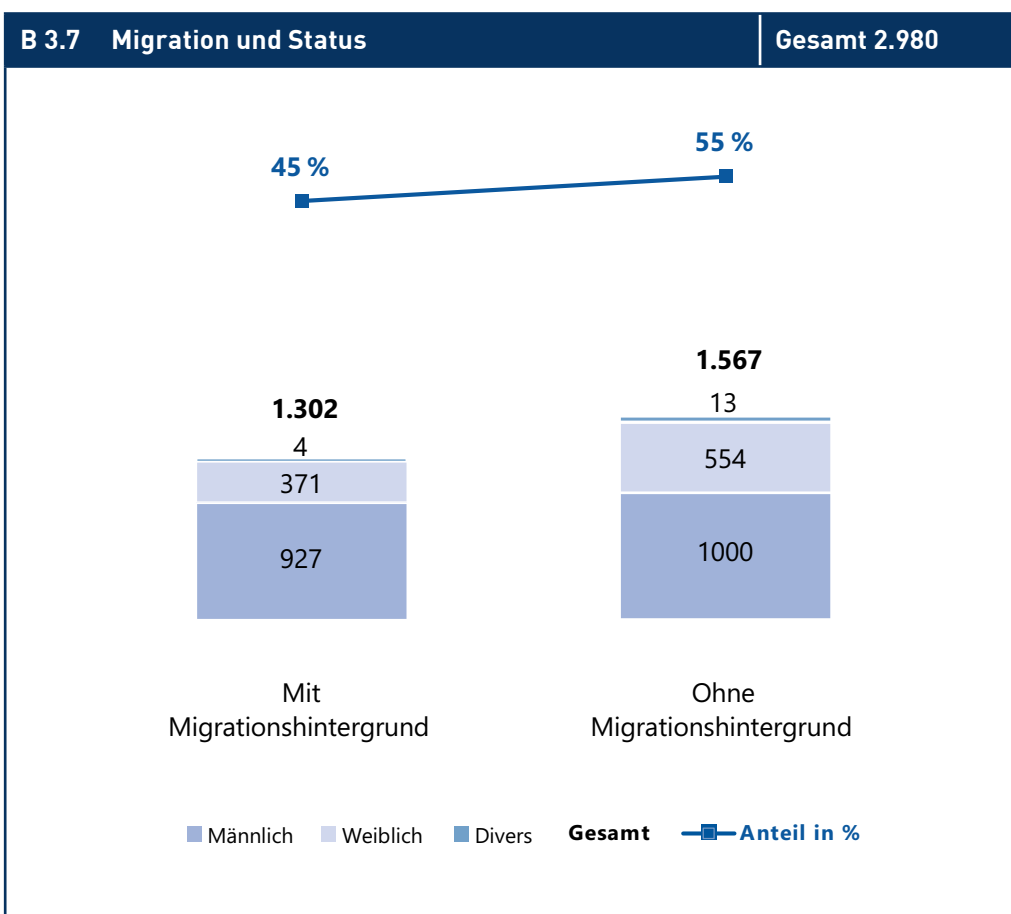 B 3.7 Migration und Status Gesamt 2.980
45 %
55 %
1.302
4
371
927
1.567
13
554
1000
Mit
Migrationshintergrund
Ohne
Migrationshintergrund
Männlich Weiblich Divers Gesamt Anteil in %